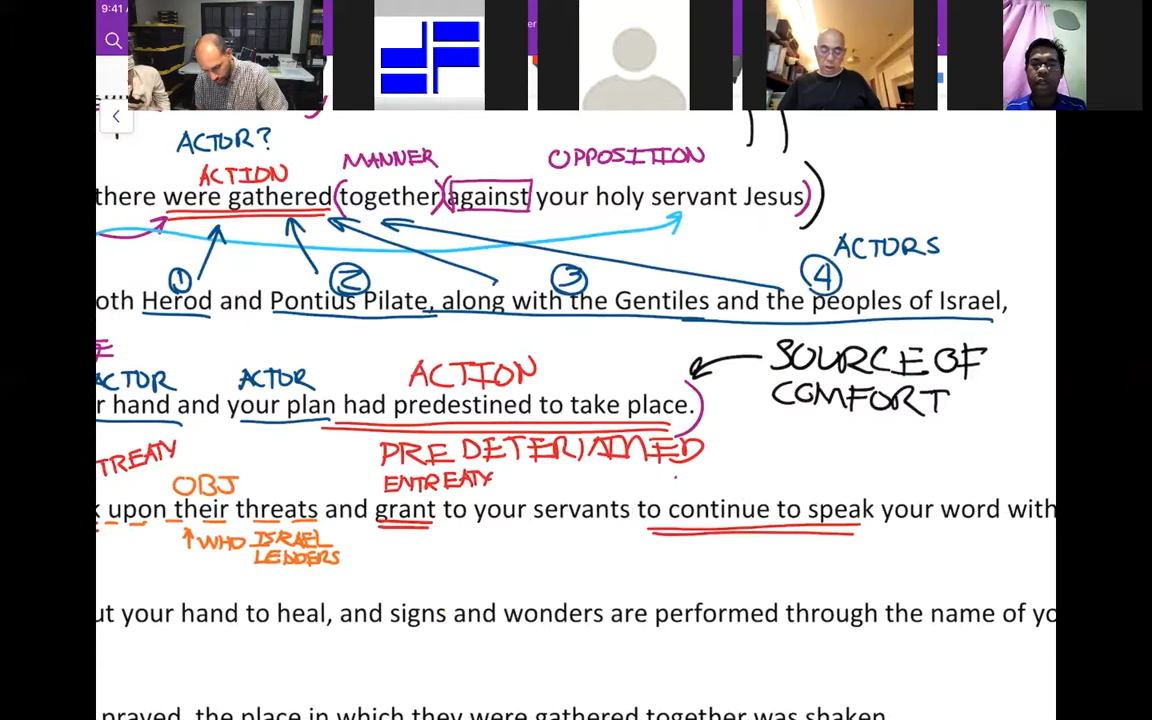 9:41
ACTOR?
ACTION
MANNER
OPPOSITION
there were gathered (together) (against your holy servant Jesus))
ACTORS
1 2 3 4
oth Herod and Pontius Pilate, along with the Gentiles and the peoples of Israel,
ACTOR ACTOR ACTION
SOURCE OF
COMFORT
r hand and your plan had predestined to take place.)
TREATY
PREDETERIAMED
OBJ
ENTREATY
upon their threats and grant to your servants to continue to speak your word with
WHO ISRAEL
LEDDERS
ut your hand to heal, and signs and wonders are performed through the name of yo
prayed, the place in which they were gathered together was shaken